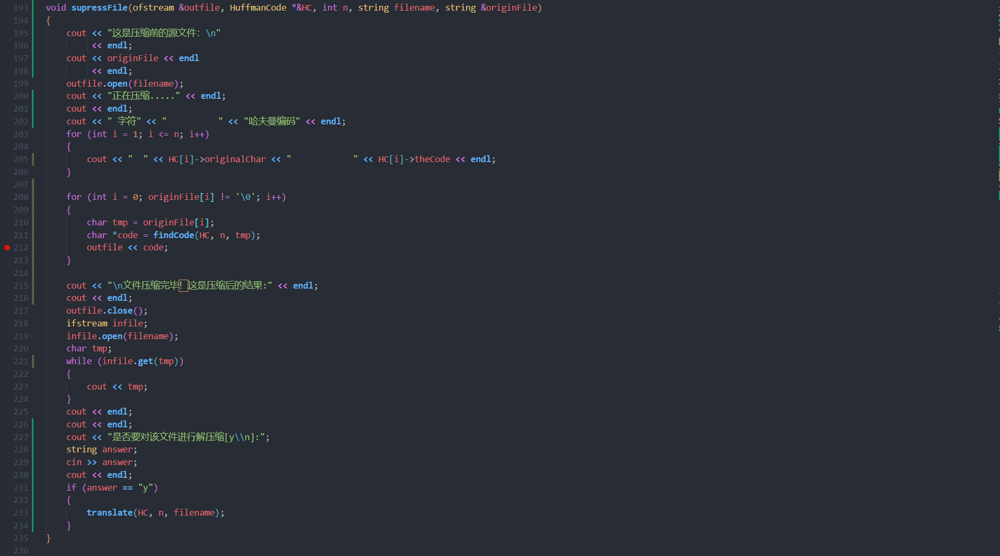 193 void supressFile(ofstream &outfile, HuffmanCode *&HC, int n, string filename, string &originFile)
194 {
195     cout << "这是压缩前的源文件：\n"
196          << endl;
197     cout << originFile << endl
198          << endl;
199     outfile.open(filename);
200     cout << "正在压缩....." << endl;
201     cout << endl;
202     cout << " 字符" << "          " << "哈夫曼编码" << endl;
203     for (int i = 1; i <= n; i++)
204     {
205         cout << "  " << HC[i]->originalChar << "            " << HC[i]->theCode << endl;
206     }
207
208     for (int i = 0; originFile[i] != '\0'; i++)
209     {
210         char tmp = originFile[i];
211         char *code = findCode(HC, n, tmp);
212         outfile << code;
213     }
214
215     cout << "\n文件压缩完毕！这是压缩后的结果:" << endl;
216     cout << endl;
217     outfile.close();
218     ifstream infile;
219     infile.open(filename);
220     char tmp;
221     while (infile.get(tmp))
222     {
223         cout << tmp;
224     }
225     cout << endl;
226     cout << endl;
227     cout << "是否要对该文件进行解压缩[y\\n]:";
228     string answer;
229     cin >> answer;
230     cout << endl;
231     if (answer == "y")
232     {
233         translate(HC, n, filename);
234     }
235 }
236